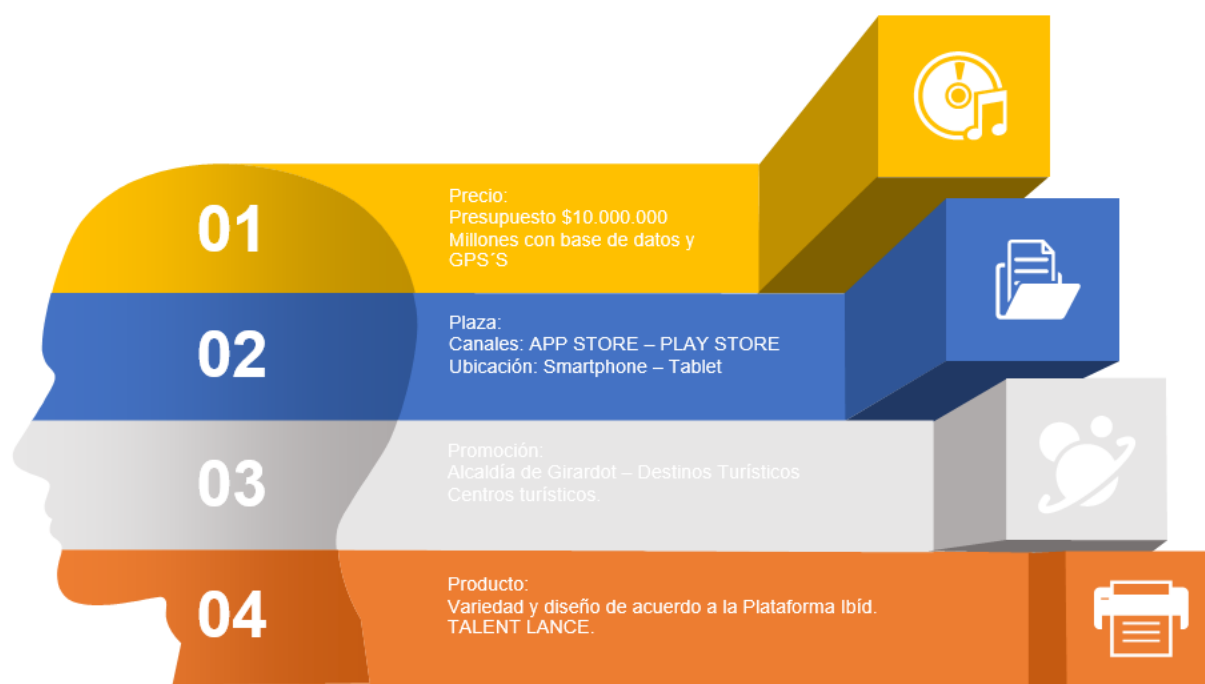 01
Precio:
Presupuesto $10.000.000
Millones con base de datos y
GPS´S
02
Plaza:
Canales: APP STORE – PLAY STORE
Ubicación: Smartphone – Tablet
03
Promoción:
Alcaldía de Girardot – Destinos Turísticos
Centros turísticos.
04
Producto:
Variedad y diseño de acuerdo a la Plataforma Ibíd.
TALENT LANCE.